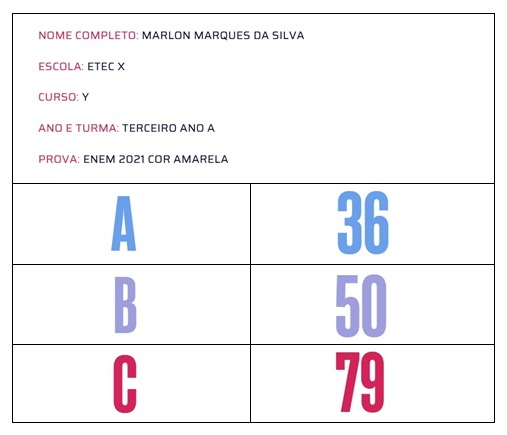 NOME COMPLETO: MARLON MARQUES DA SILVA
ESCOLA: ETEC X
CURSO: Y
ANO E TURMA: TERCEIRO ANO A
PROVA: ENEM 2021 COR AMARELA
A 36
B 50
C 79